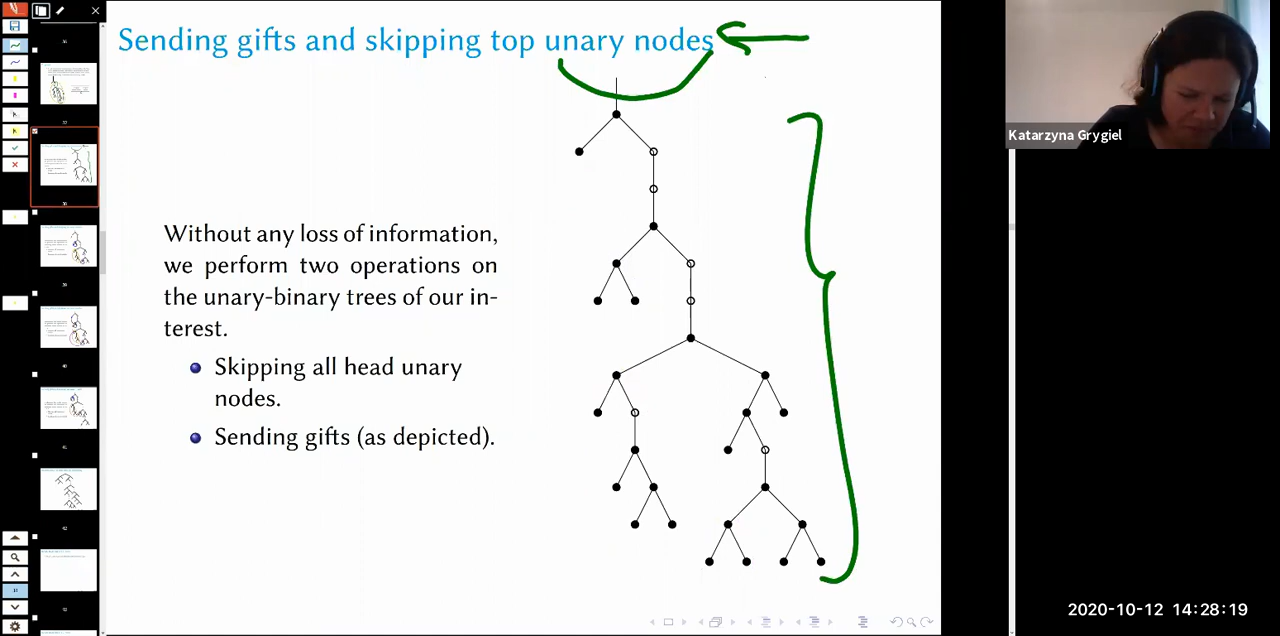 Sending gifts and skipping top unary nodes
Katarzyna Grygiel
Without any loss of information,
we perform two operations on
the unary-binary trees of our in-
terest.
Skipping all head unary
nodes.
Sending gifts (as depicted).
2020-10-12 14:28:19